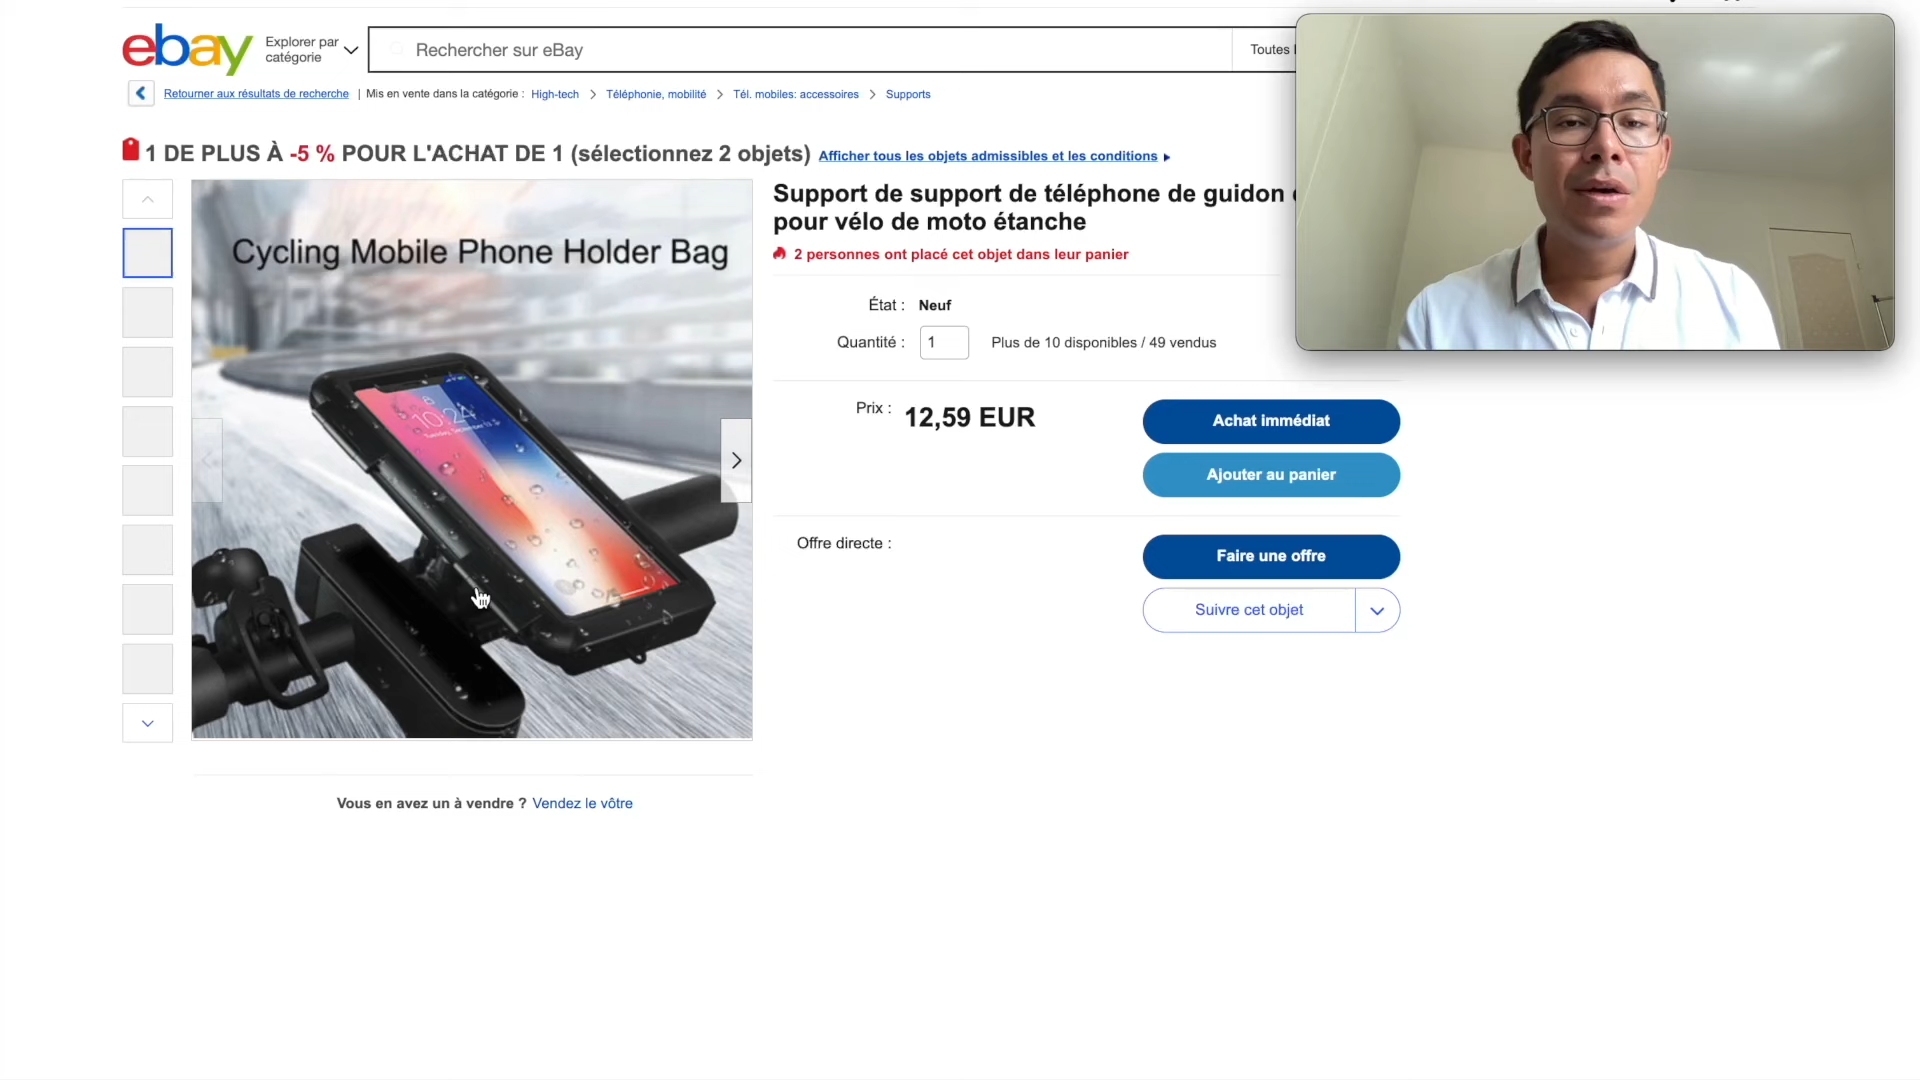 ebay
Explorer par
catégorie
Rechercher sur eBay
Toutes
Retourner aux résultats de recherche | Mis en vente dans la catégorie : High-tech > Téléphonie, mobilité > Tél. mobiles: accessoires > Supports
1 DE PLUS À -5 % POUR L'ACHAT DE 1 (sélectionnez 2 objets) Afficher tous les objets admissibles et les conditions
Cycling Mobile Phone Holder Bag
10:24
Support de support de téléphone de guidon
pour vélo de moto étanche
2 personnes ont placé cet objet dans leur panier
État : Neuf
Quantité : 1 Plus de 10 disponibles / 49 vendus
Prix : 12,59 EUR
Achat immédiat
Ajouter au panier
Offre directe :
Faire une offre
Suivre cet objet
Vous en avez un à vendre ? Vendez le vôtre